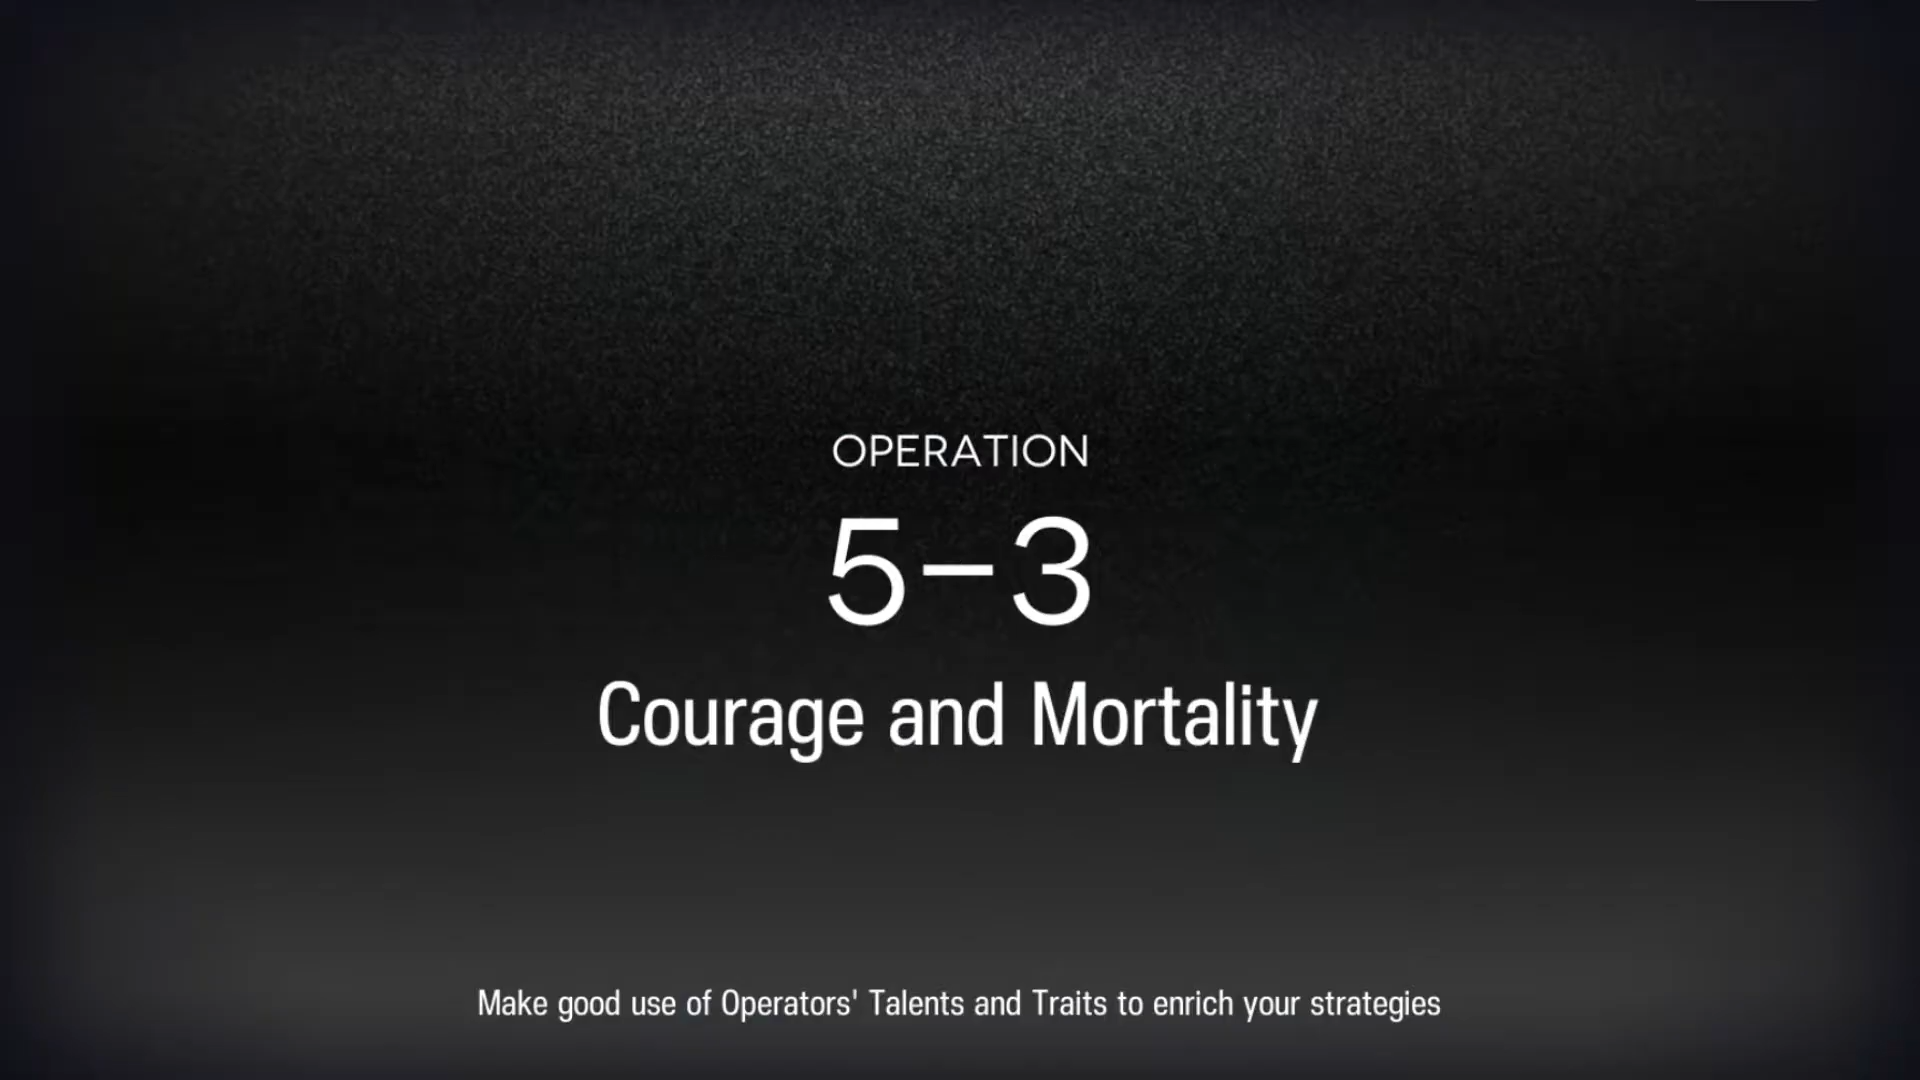 OPERATION
5-3
Courage and Mortality
Make good use of Operators' Talents and Traits to enrich your strategies